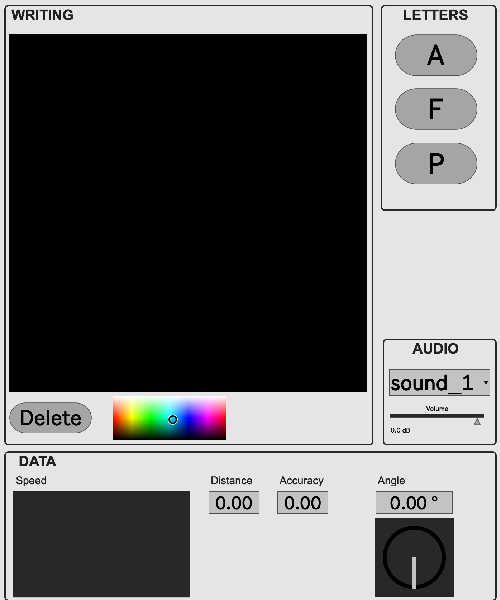 WRITING
LETTERS
A
F
P
AUDIO
sound_1
Volume
0.0 dB
Delete
DATA
Speed
Distance
Accuracy
Angle
0.00
0.00
0.00 °